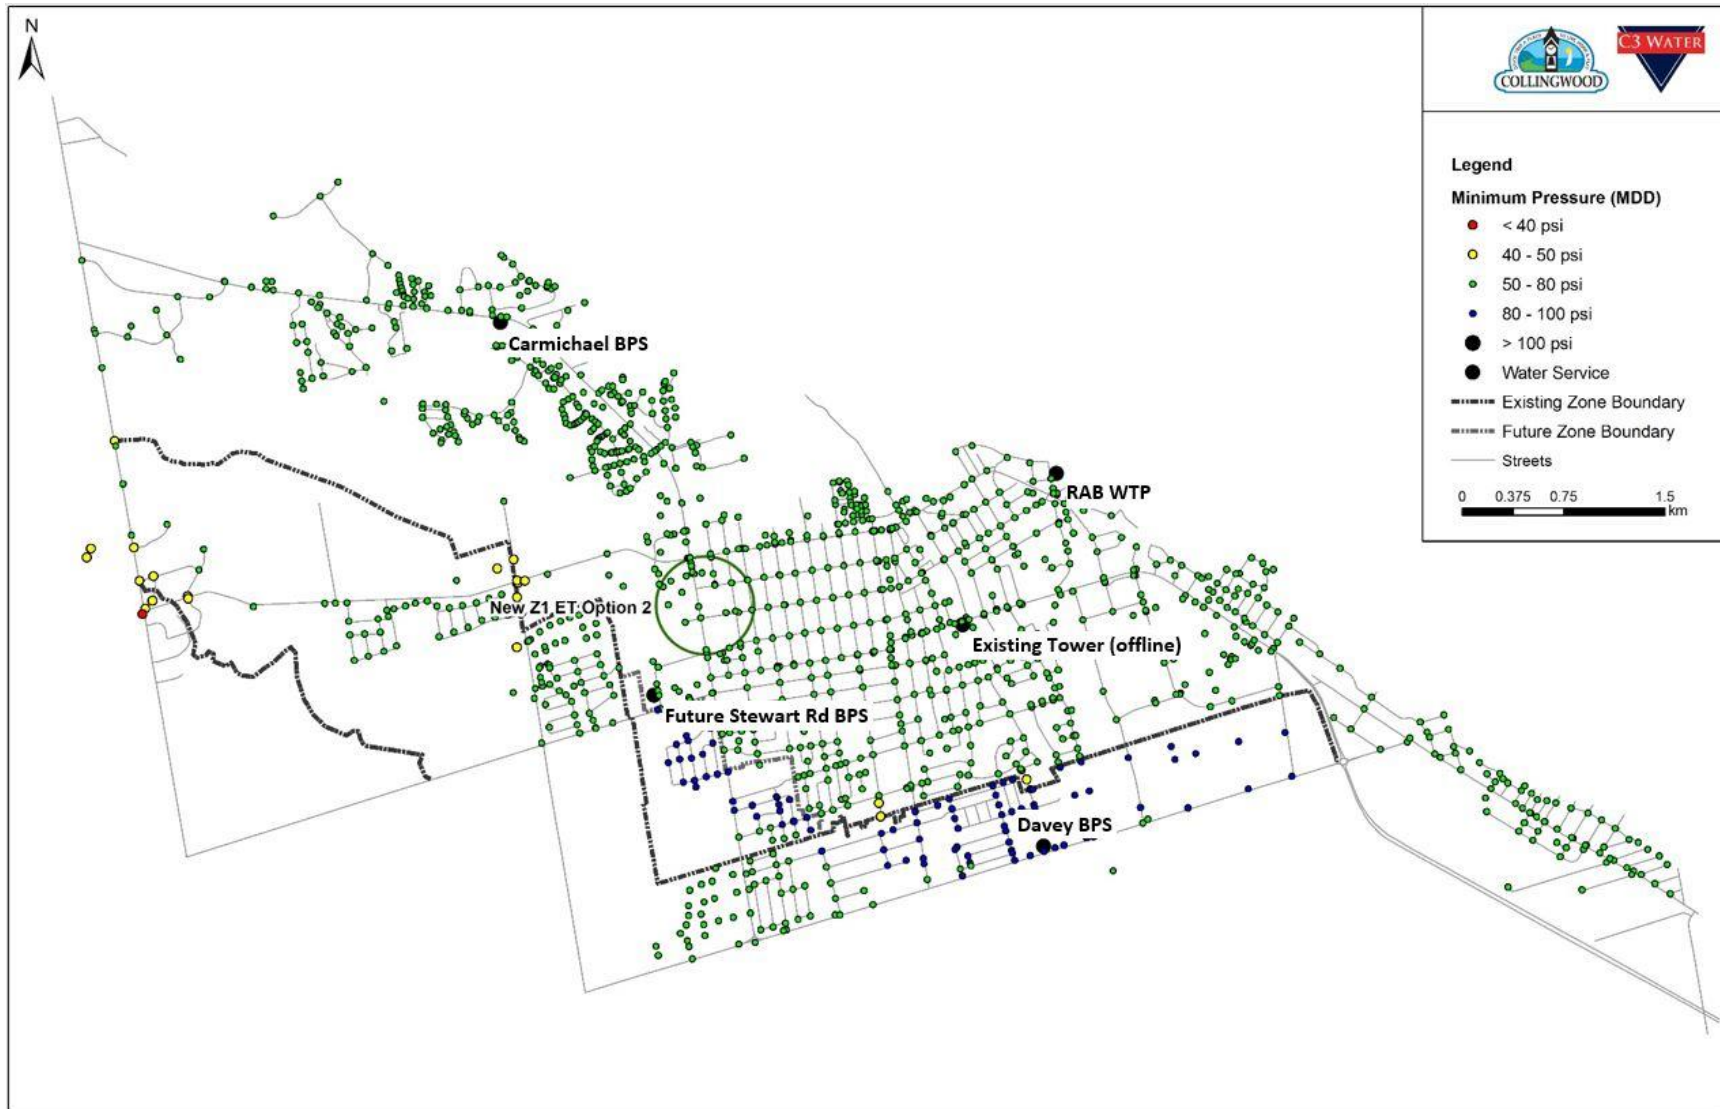 N
COLLINGWOOD
C3 WATER
Legend
Minimum Pressure (MDD)
< 40 psi
40 - 50 psi
50 - 80 psi
80 - 100 psi
> 100 psi
Water Service
Existing Zone Boundary
Future Zone Boundary
Streets
0 0.375 0.75 1.5
km
Carmichael BPS
RAB WTP
New Z1 ET Option 2
Existing Tower (offline)
Future Stewart Rd BPS
Davey BPS